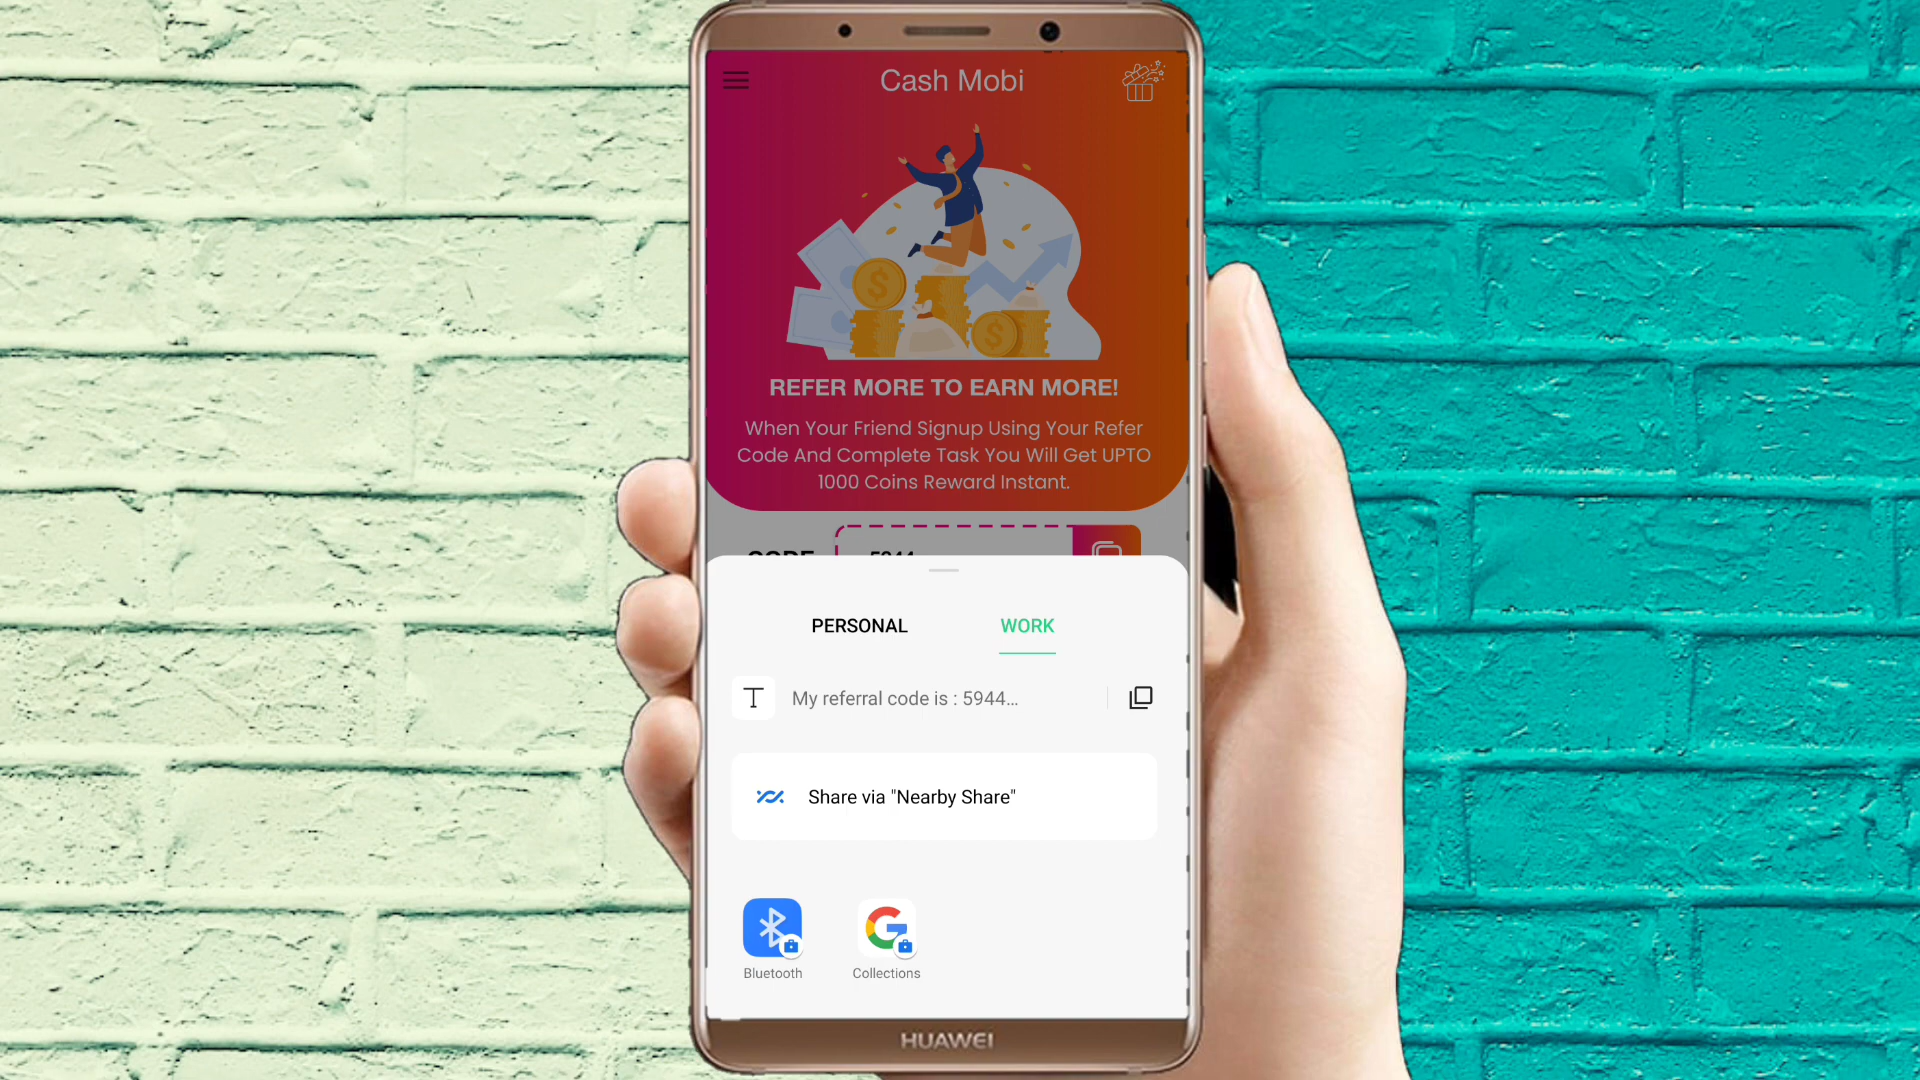 Cash Mobi
REFER MORE TO EARN MORE!
When Your Friend Signup Using Your Refer
Code And Complete Task You Will Get UPTO
1000 Coins Reward Instant.
CODE 5944
PERSONAL WORK
T My referral code is : 5944...
Share via "Nearby Share"
Bluetooth Collections
HUAWEI